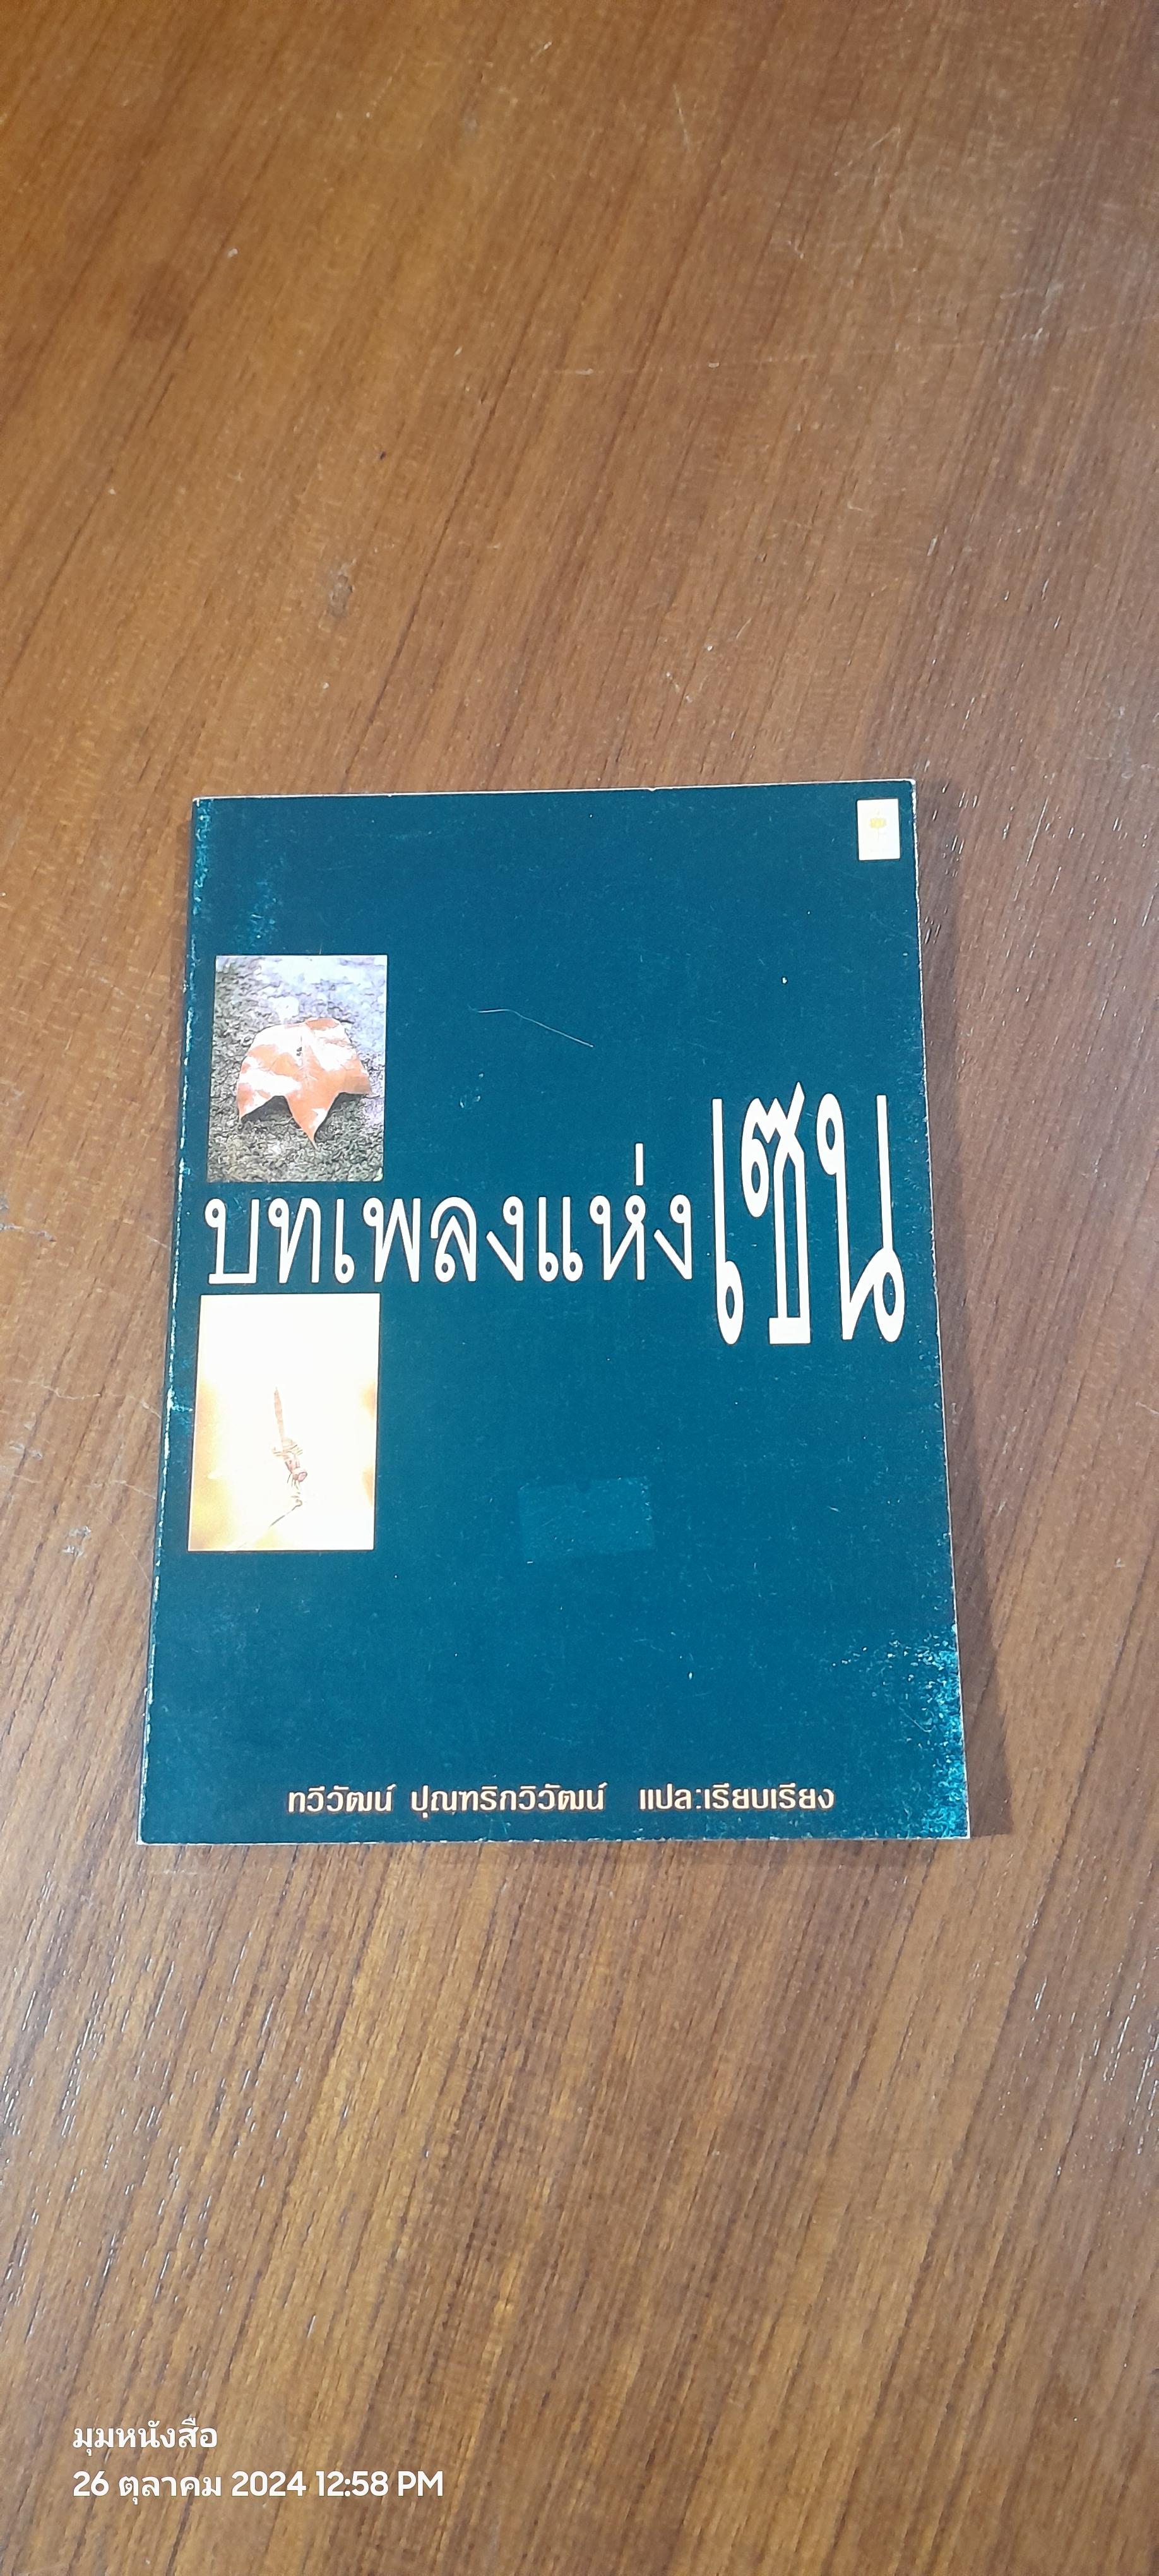 บทเพลงแห่งเซน
ทวีวัฒน์ ปุณฑริกวิวัฒน์ แปล:เรียบเรียง
มุมหนังสือ
26 ตุลาคม 2024 12:58 PM